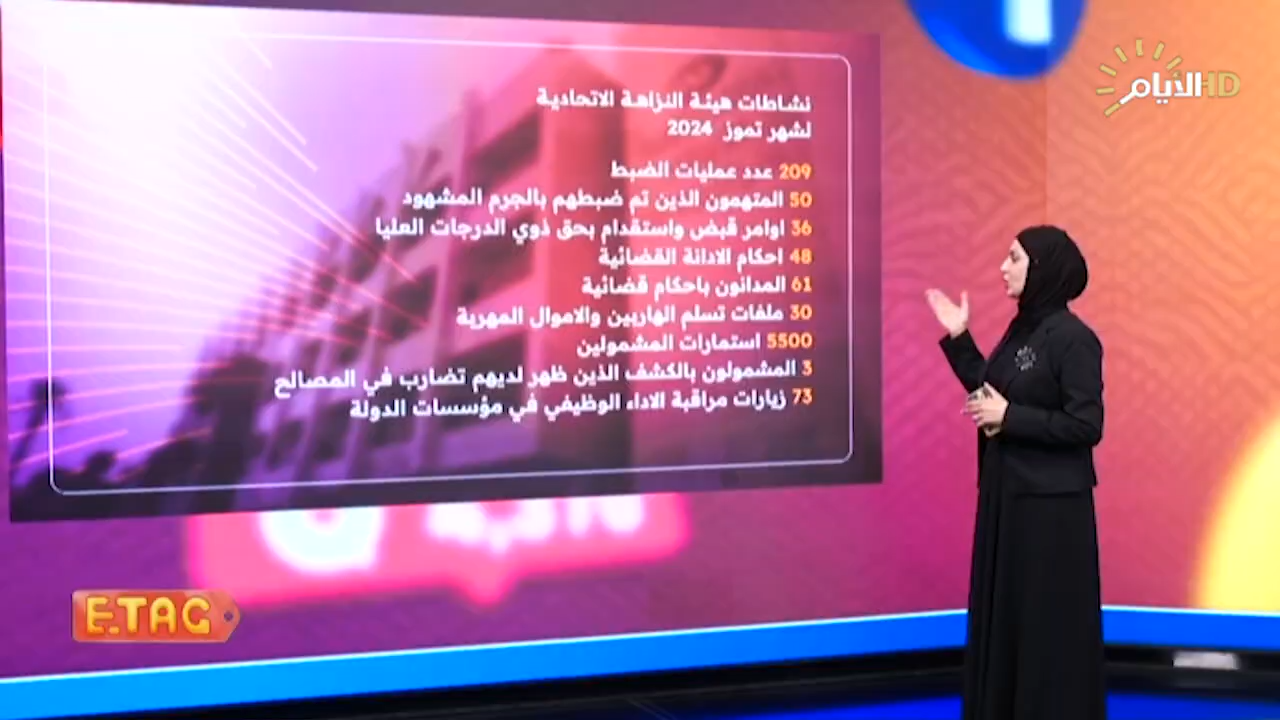 نشاطات هيئة النزاهة الاتحادية
لشهر تموز 2024
209 عدد عمليات الضبط
50 المتهمون الذين تم ضبطهم بالجرم المشهود
36 اوامر قبض واستقدام بحق ذوي الدرجات العليا
48 احكام الادانة القضائية
61 المدانون باحكام قضائية
30 ملفات تسلم الهاربين والاموال المهربة
5500 استمارات المشمولين
3 المشمولون بالكشف الذين ظهر لديهم تضارب في المصالح
73 زيارات مراقبة الاداء الوظيفي في مؤسسات الدولة
الايام HD
E.TAG